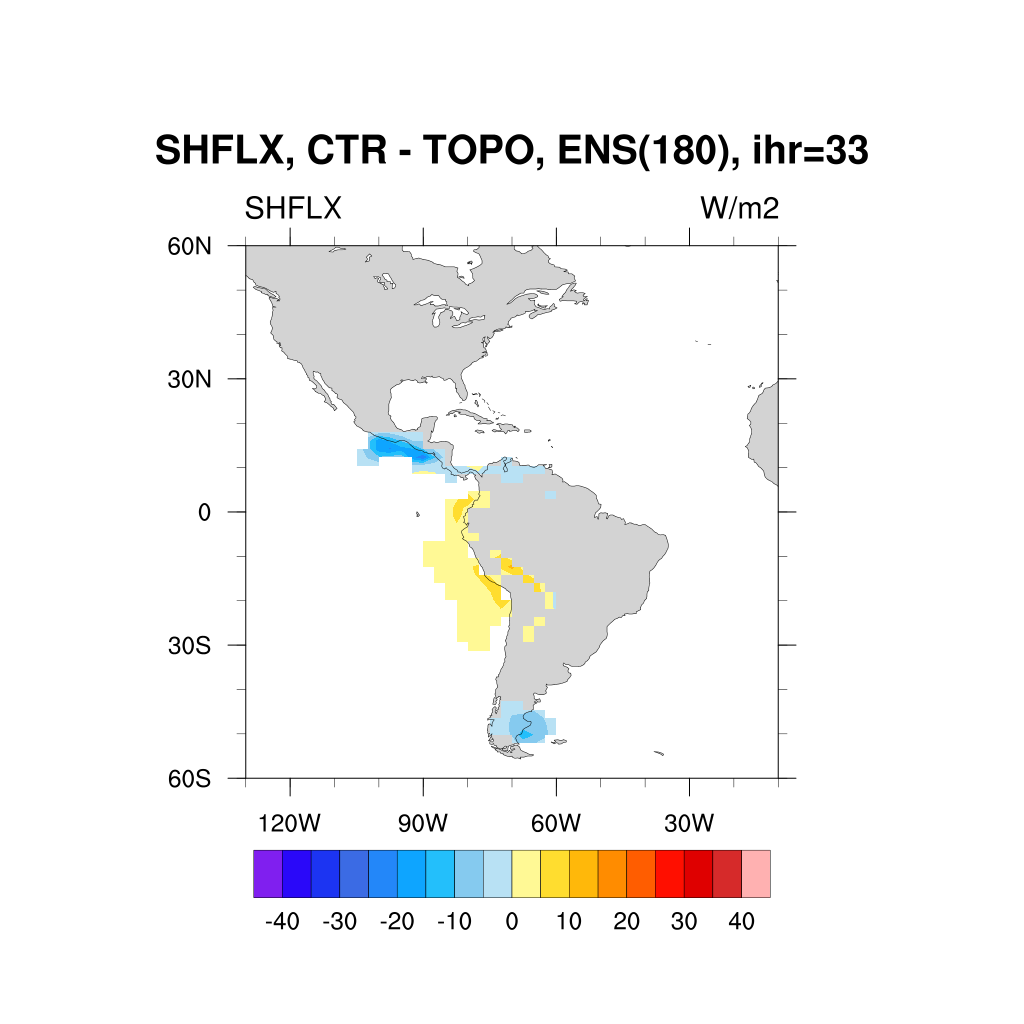 SHFLX, CTR - TOPO, ENS(180), ihr=33
SHFLX W/m2
60N
30N
0
30S
60S
120W 90W 60W 30W
-40 -30 -20 -10 0 10 20 30 40